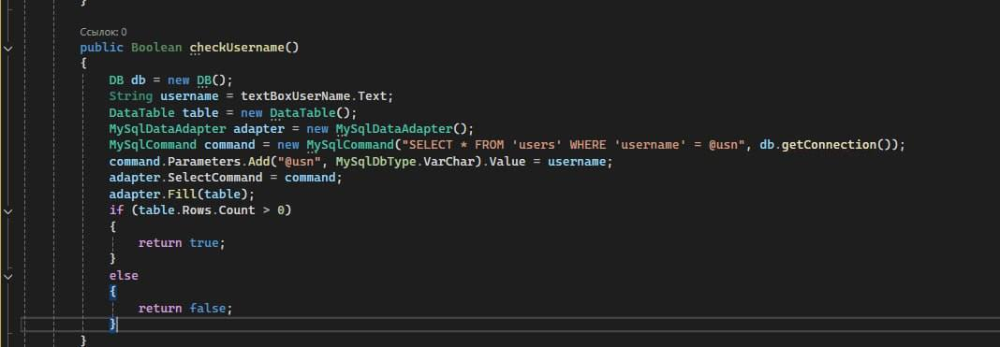 }
Ссылок: 0
public Boolean checkUsername()
{
DB db = new DB();
String username = textBoxUserName.Text;
DataTable table = new DataTable();
MySqlDataAdapter adapter = new MySqlDataAdapter();
MySqlCommand command = new MySqlCommand("SELECT * FROM 'users' WHERE 'username' = @usn", db.getConnection());
command.Parameters.Add("@usn", MySqlDbType.VarChar).Value = username;
adapter.SelectCommand = command;
adapter.Fill(table);
if (table.Rows.Count > 0)
{
return true;
}
else
{
return false;
}
}